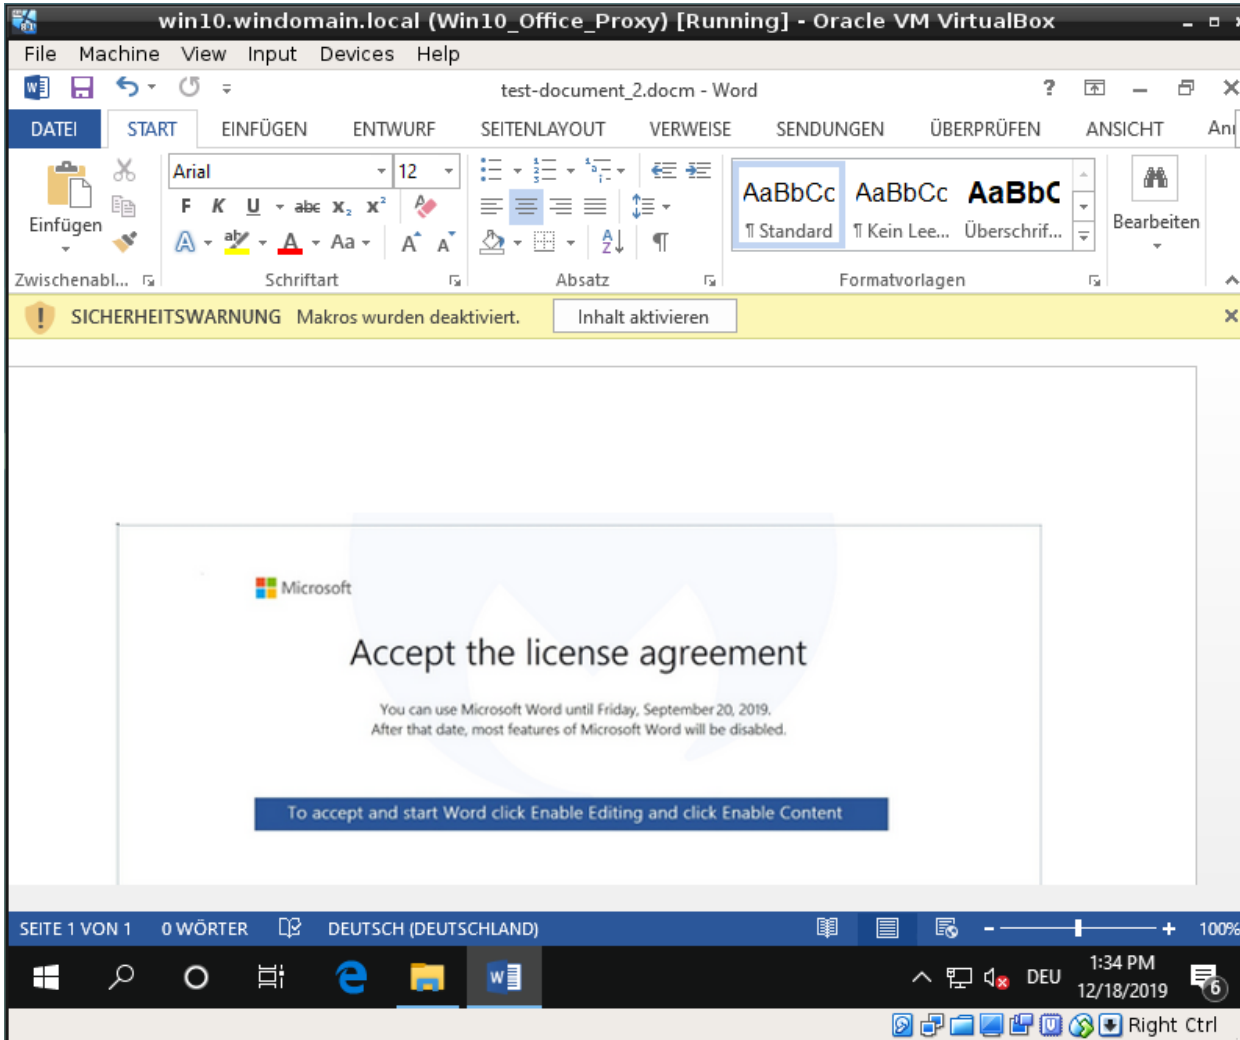 win10.windomain.local (Win10_Office_Proxy) [Running] - Oracle VM VirtualBox
File Machine View Input Devices Help
test-document_2.docm - Word
DATEI START EINFÜGEN ENTWURF SEITENLAYOUT VERWEISE SENDUNGEN ÜBERPRÜFEN ANSICHT
Arial 12
Einfügen
F K U abc X₂ X²
A aby A Aa A A
AaBbCc AaBbCc AaBbC
¶ Standard ¶ Kein Lee... Überschrif...
Bearbeiten
Zwischenabl... Schriftart Absatz Formatvorlagen
SICHERHEITSWARNUNG Makros wurden deaktiviert. Inhalt aktivieren
Microsoft
Accept the license agreement
You can use Microsoft Word until Friday, September 20, 2019.
After that date, most features of Microsoft Word will be disabled.
To accept and start Word click Enable Editing and click Enable Content
SEITE 1 VON 1 0 WÖRTER DEUTSCH (DEUTSCHLAND) 100%
DEU 1:34 PM
12/18/2019
6
Right Ctrl